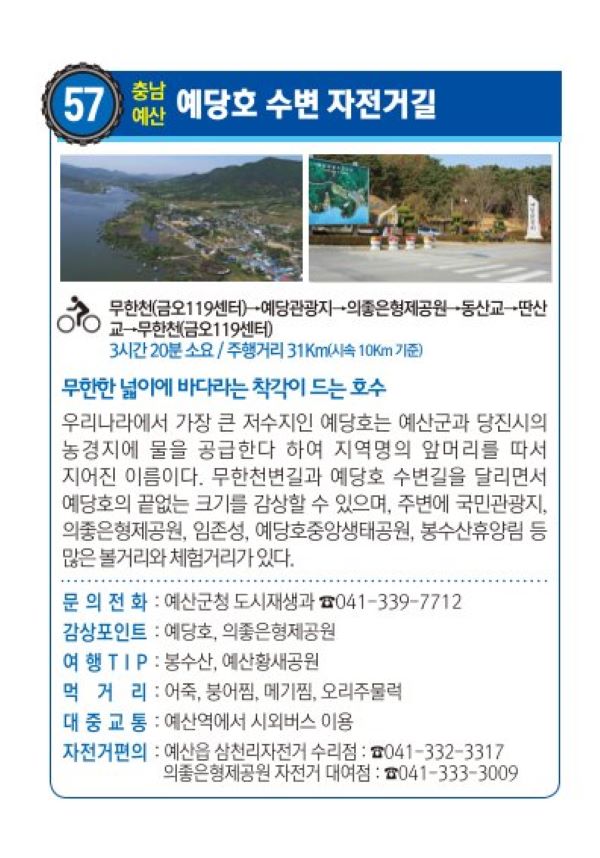 57
충남
예산
예당호 수변 자전거길
무한천(금오119센터)→예당관광지→의좋은형제공원→동산교→딴산
교→무한천(금오119센터)
3시간 20분 소요 / 주행거리 31Km(시속 10Km 기준)
무한한 넓이에 바다라는 착각이 드는 호수
우리나라에서 가장 큰 저수지인 예당호는 예산군과 당진시의
농경지에 물을 공급한다 하여 지역명의 앞머리를 따서
지어진 이름이다. 무한천변길과 예당호 수변길을 달리면서
예당호의 끝없는 크기를 감상할 수 있으며, 주변에 국민관광지,
의좋은형제공원, 임존성, 예당호중앙생태공원, 봉수산휴양림 등
많은 볼거리와 체험거리가 있다.
문 의 전 화 : 예산군청 도시재생과 ☎041-339-7712
감상포인트 : 예당호, 의좋은형제공원
여 행 T I P : 봉수산, 예산황새공원
먹 거 리 : 어죽, 붕어찜, 메기찜, 오리주물럭
대 중 교 통 : 예산역에서 시외버스 이용
자전거편의 : 예산읍 삼천리자전거 수리점 : ☎041-332-3317
의좋은형제공원 자전거 대여점 : ☎041-333-3009